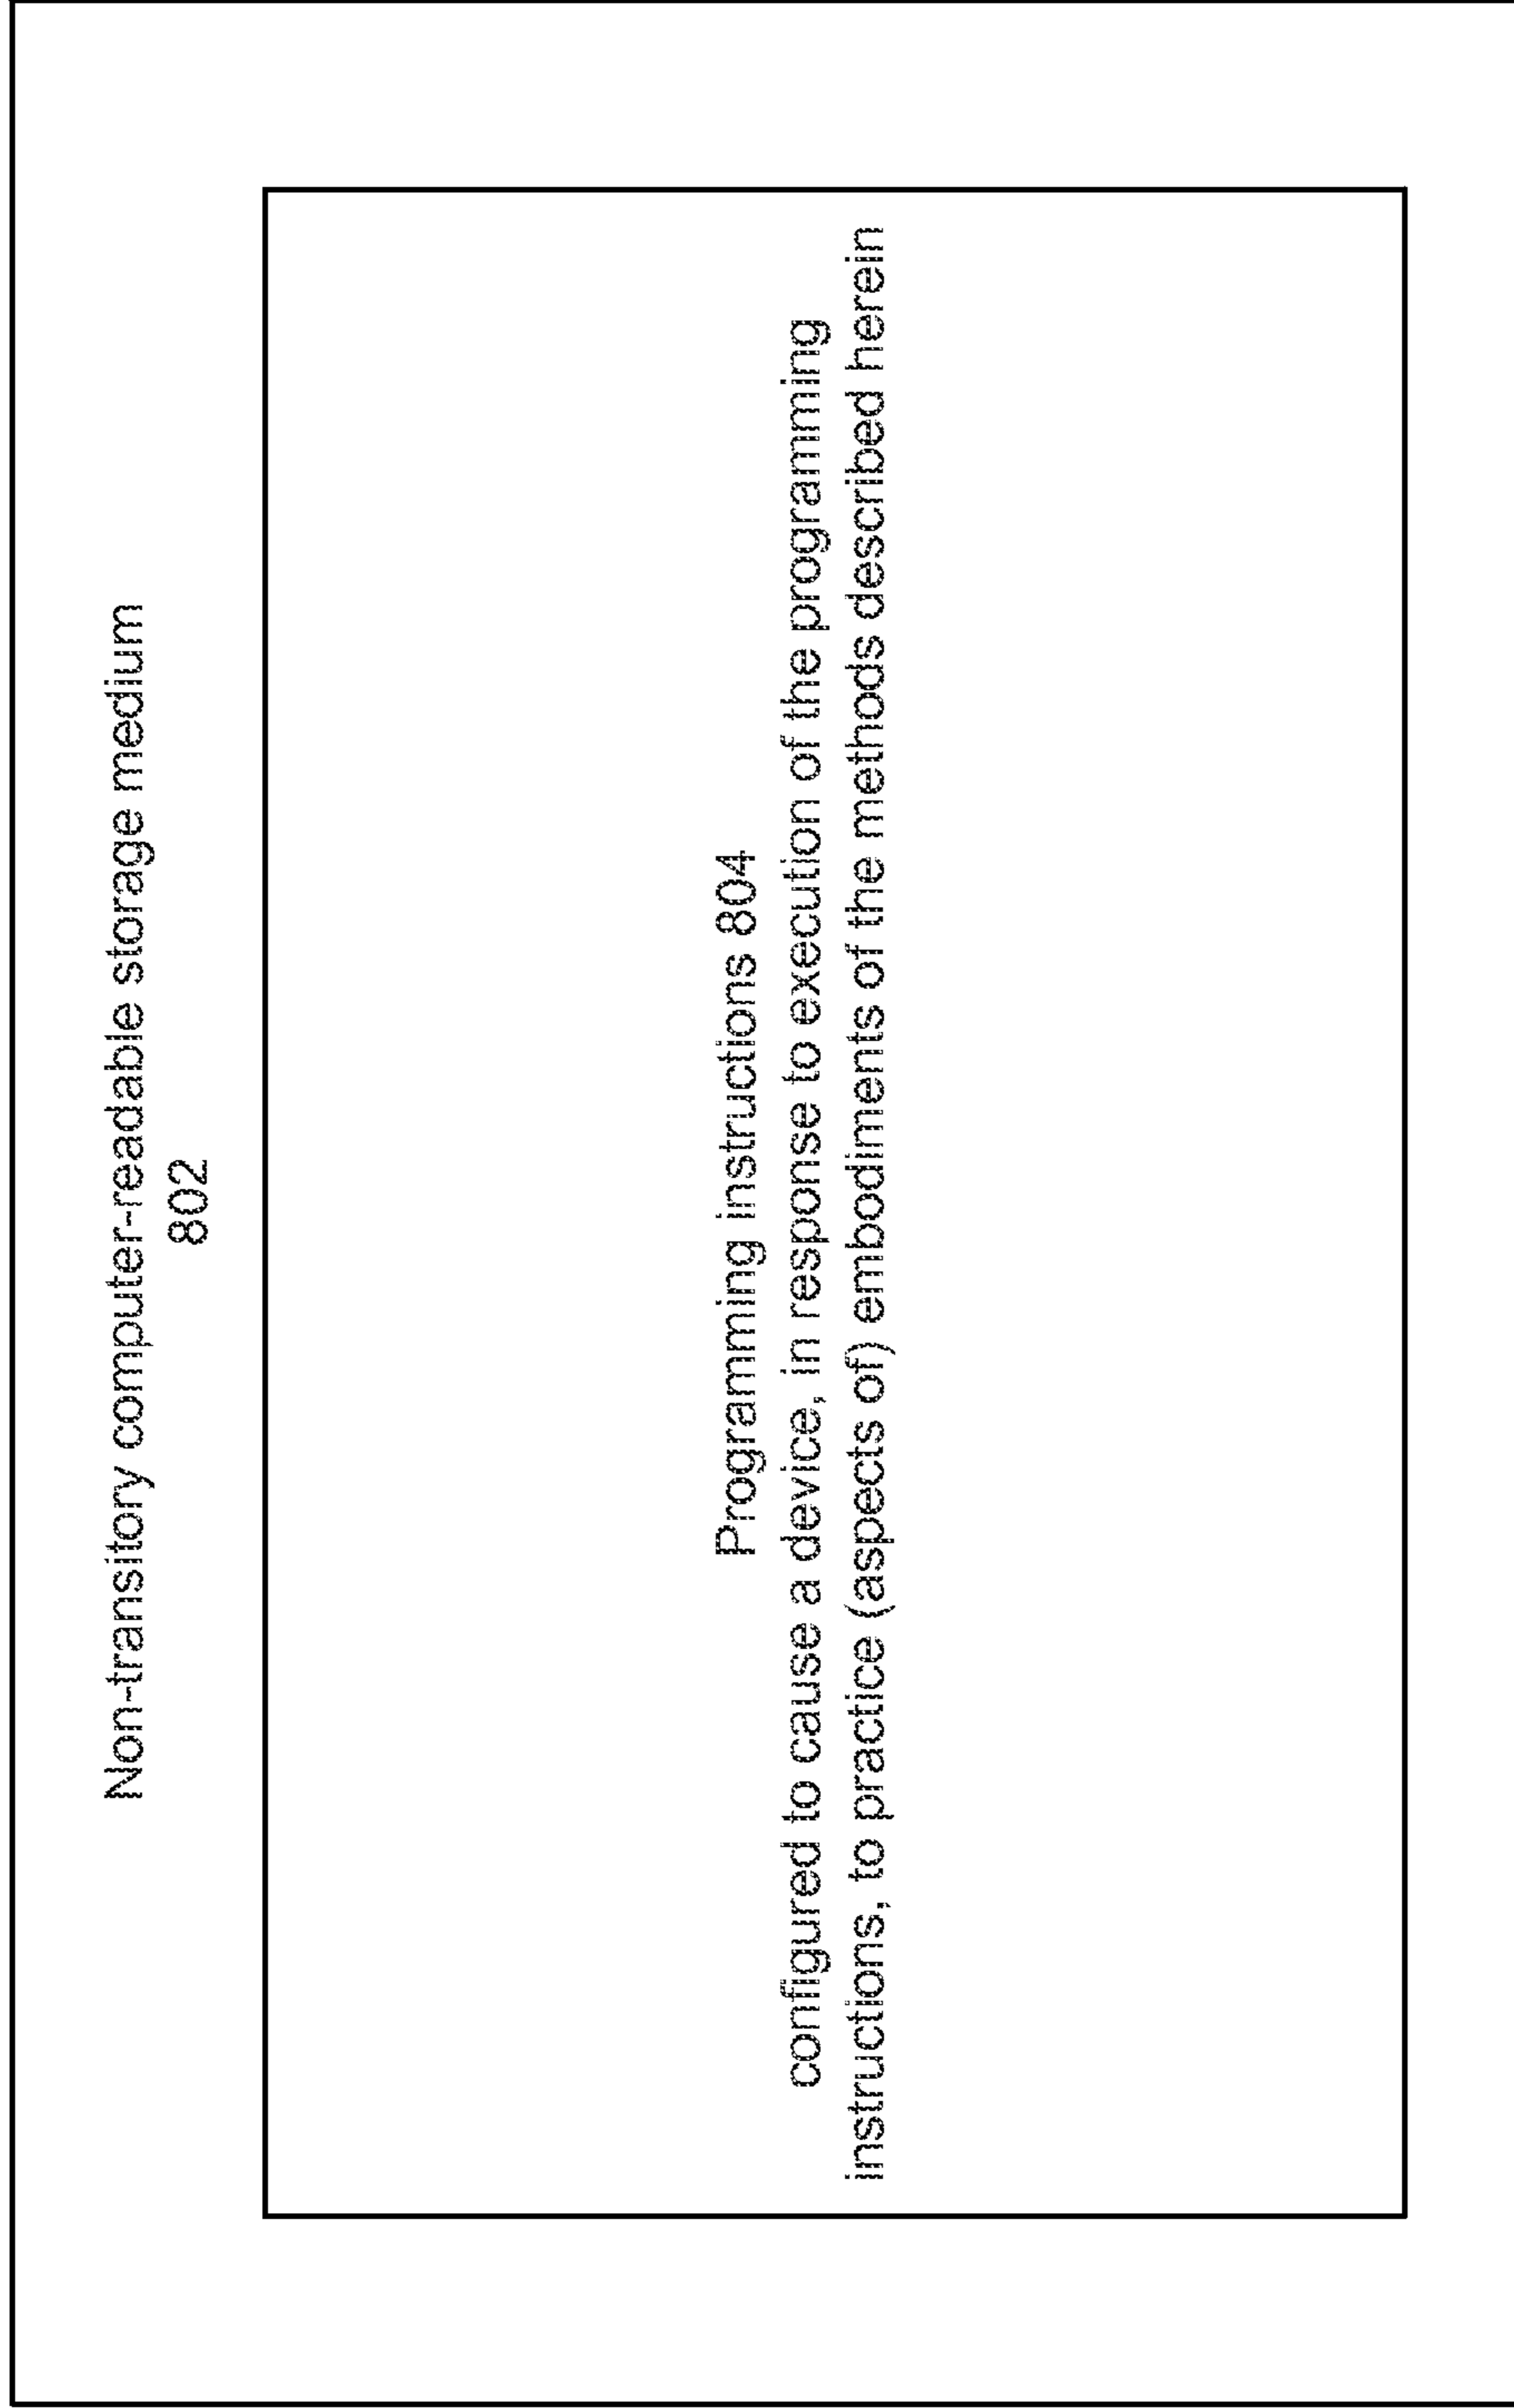 Non-transitory computer-readable storage medium
802
Programming instructions 804
configured to cause a device, in response to execution of the programming
instructions, to practice (aspects of) embodiments of the methods described herein